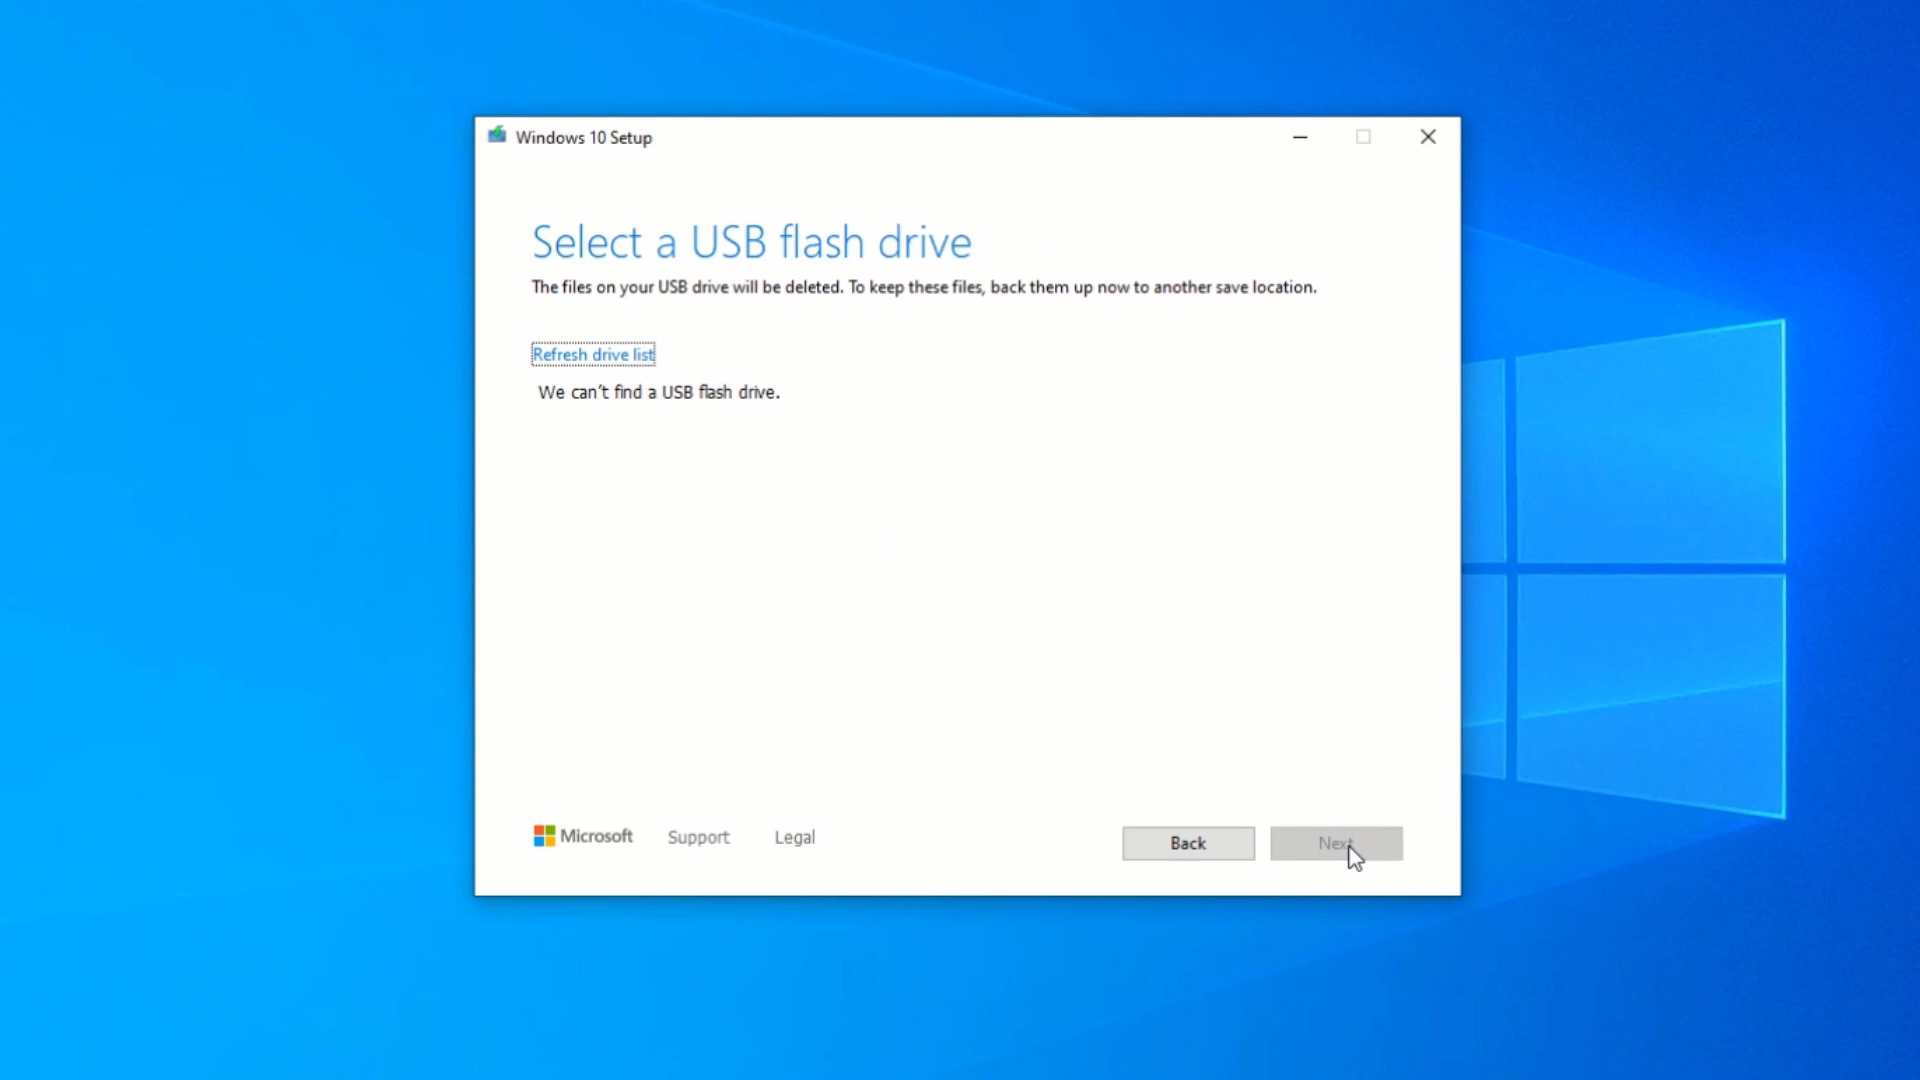 Windows 10 Setup
Select a USB flash drive
The files on your USB drive will be deleted. To keep these files, back them up now to another save location.
Refresh drive list
We can't find a USB flash drive.
Microsoft Support Legal Back Next